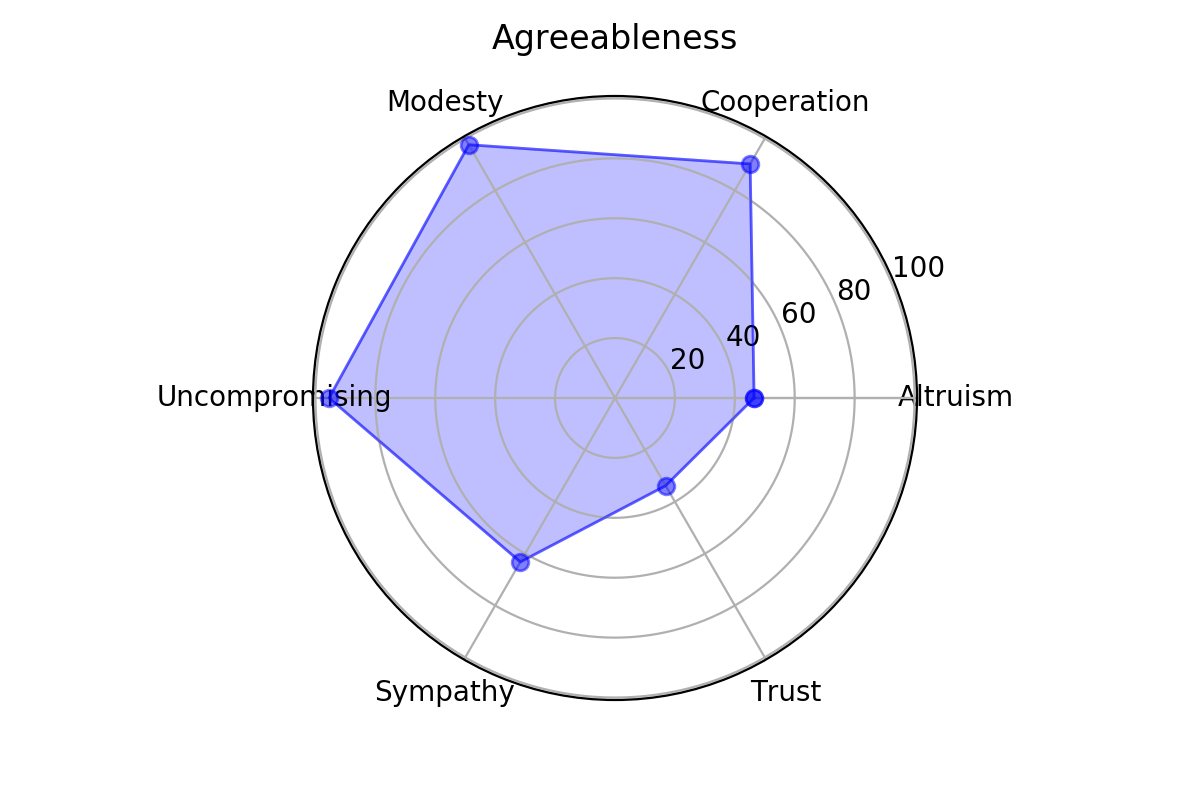 Agreeableness
Modesty
Cooperation
100
80
60
40
20
Uncompromising
Altruism
Sympathy
Trust